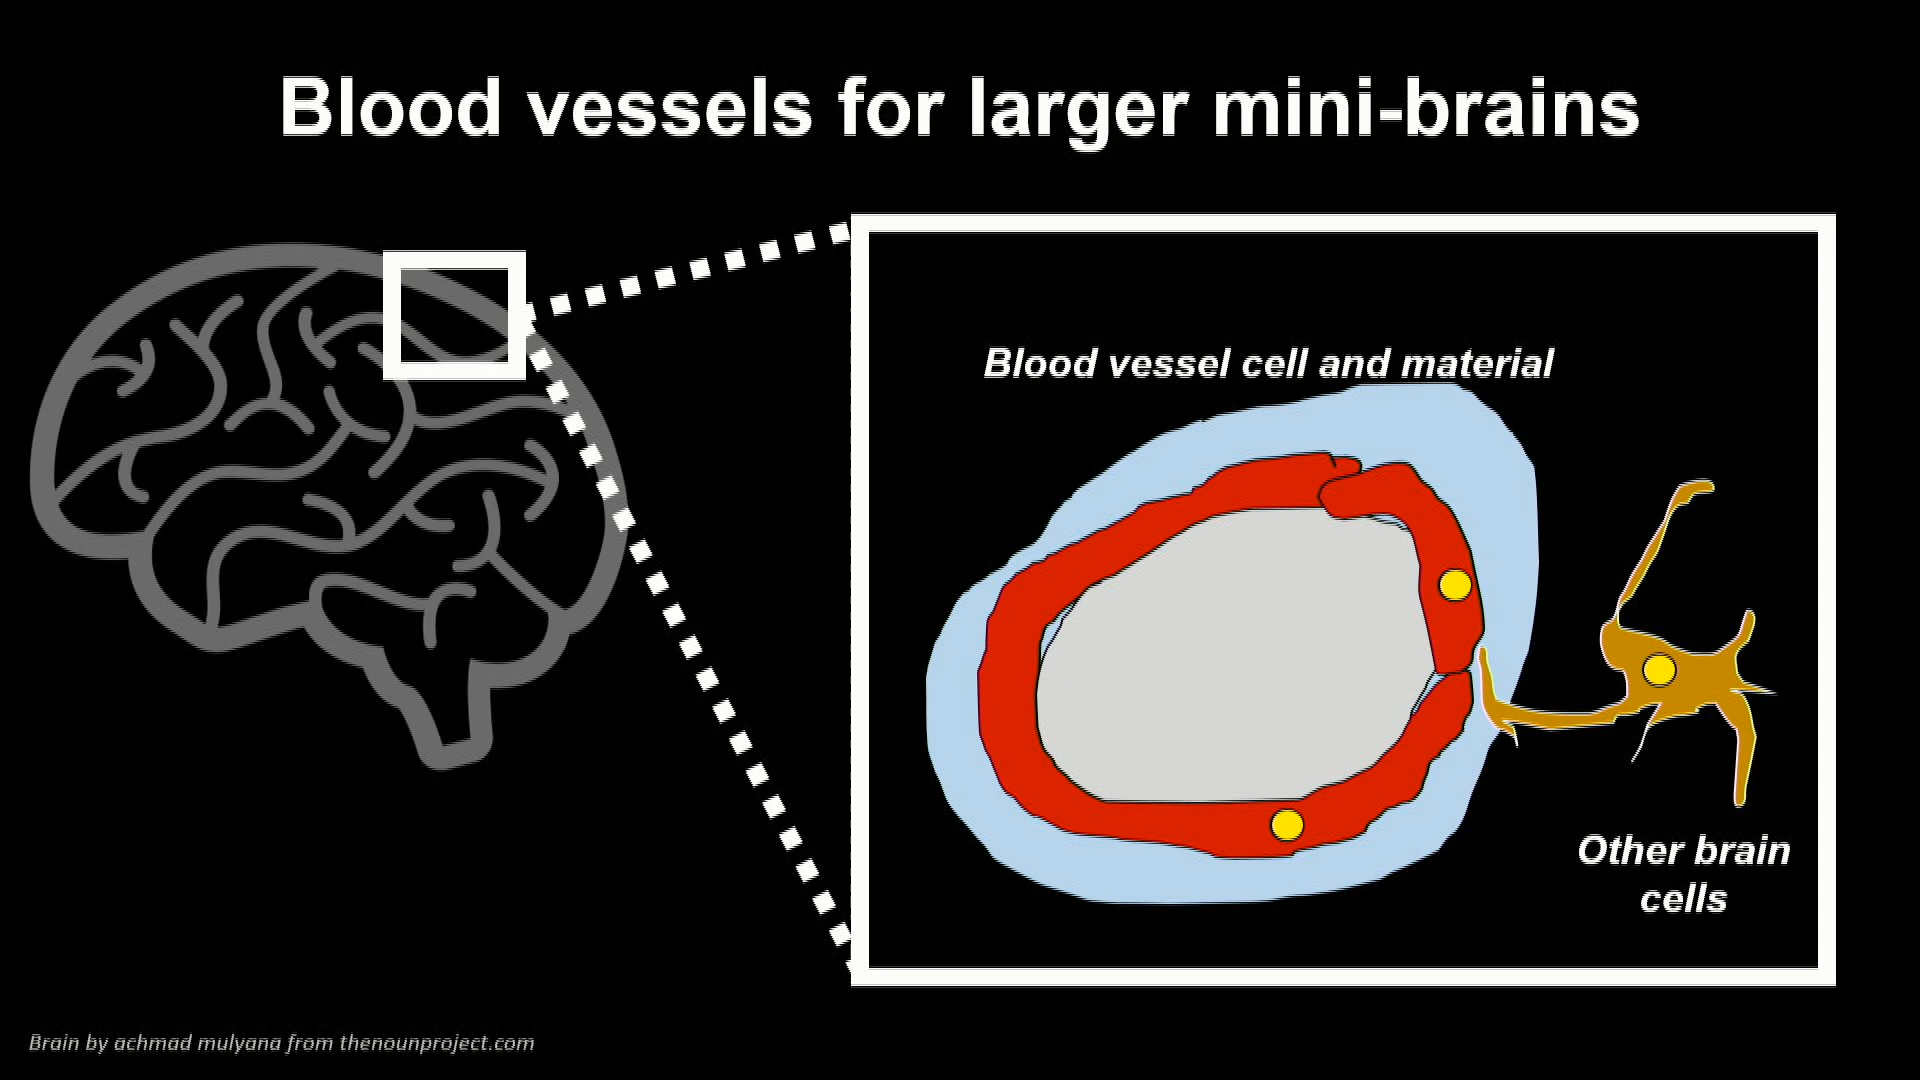 Blood vessels for larger mini-brains
Blood vessel cell and material
Other brain
cells
Brain by achmad mulyana from thenounproject.com